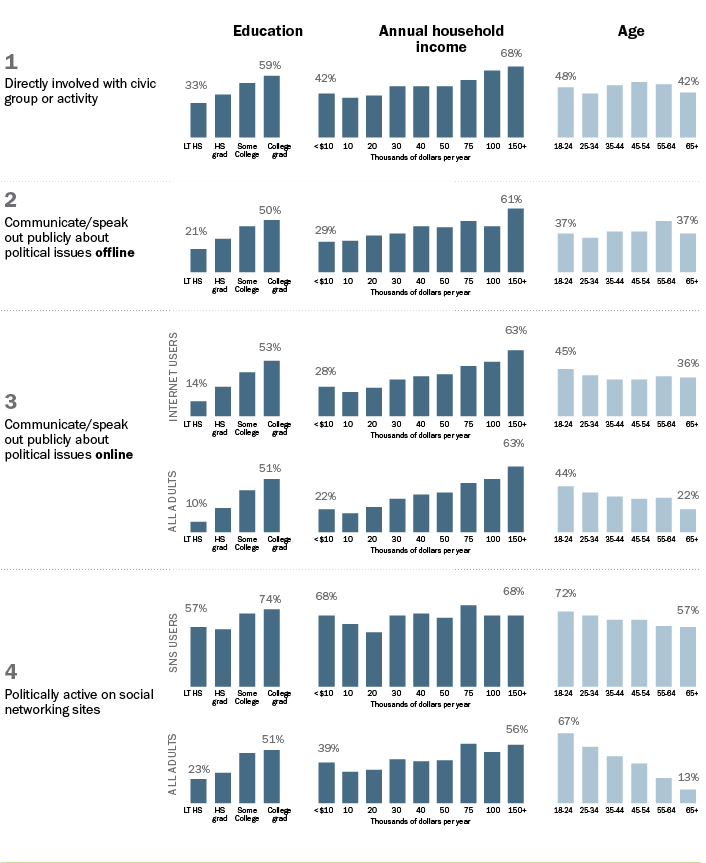 Education
Annual household
income
Age
1
Directly involved with civic
group or activity
33%
59%
LT HS
HS
grad
Some
College
College
grad
42%
68%
<$10 10 20 30 40 50 75 100 150+
Thousands of dollars per year
48%
42%
18-24 25-34 35-44 45-54 55-64 65+
2
Communicate/speak
out publicly about
political issues offline
21%
50%
LT HS
HS
grad
Some
College
College
grad
29%
61%
<$10 10 20 30 40 50 75 100 150+
Thousands of dollars per year
37%
37%
18-24 25-34 35-44 45-54 55-64 65+
3
Communicate/speak
out publicly about
political issues online
INTERNET USERS
14%
53%
LT HS
HS
grad
Some
College
College
grad
28%
63%
<$10 10 20 30 40 50 75 100 150+
Thousands of dollars per year
45%
36%
18-24 25-34 35-44 45-54 55-64 65+
ALL ADULTS
10%
51%
LT HS
HS
grad
Some
College
College
grad
22%
63%
<$10 10 20 30 40 50 75 100 150+
Thousands of dollars per year
44%
22%
18-24 25-34 35-44 45-54 55-64 65+
4
Politically active on social
networking sites
SNS USERS
57%
74%
LT HS
HS
grad
Some
College
College
grad
68%
68%
<$10 10 20 30 40 50 75 100 150+
Thousands of dollars per year
72%
57%
18-24 25-34 35-44 45-54 55-64 65+
ALL ADULTS
23%
51%
LT HS
HS
grad
Some
College
College
grad
39%
56%
<$10 10 20 30 40 50 75 100 150+
Thousands of dollars per year
67%
13%
18-24 25-34 35-44 45-54 55-64 65+